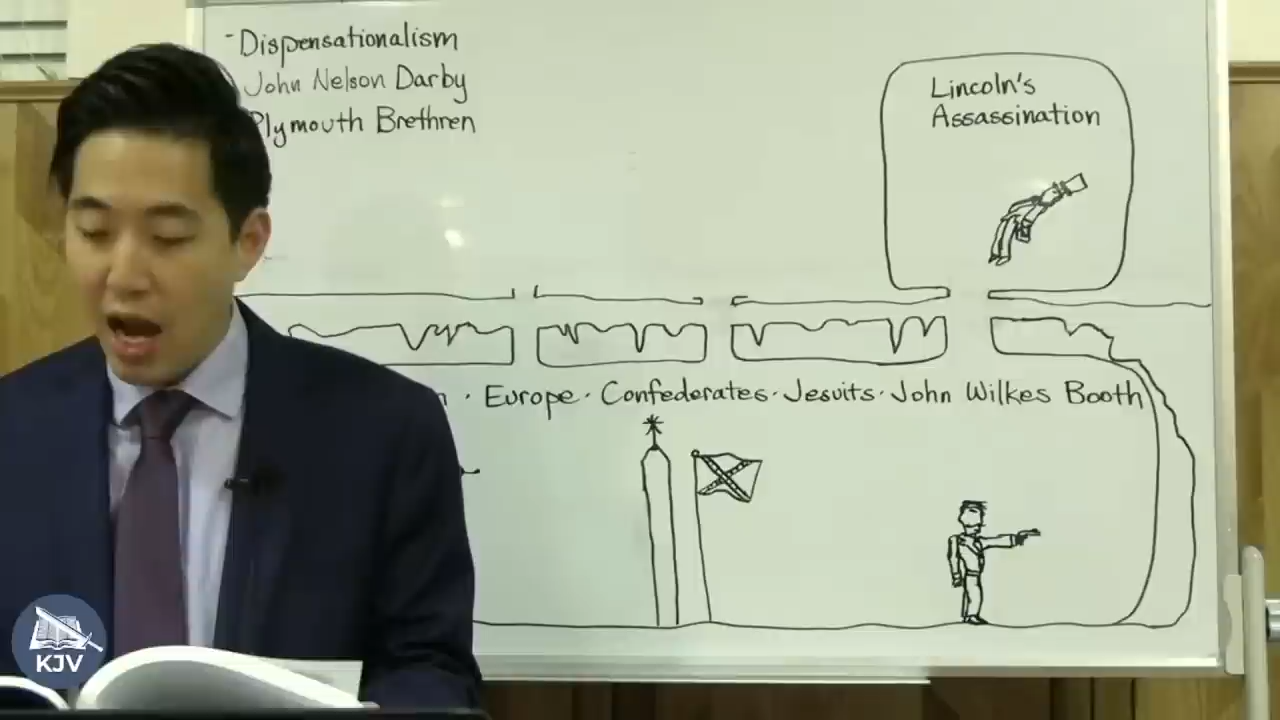 -Dispensationalism
John Nelson Darby
Plymouth Brethren
Lincoln's
Assassination
· Europe · Confederates · Jesuits · John Wilkes Booth
KJV